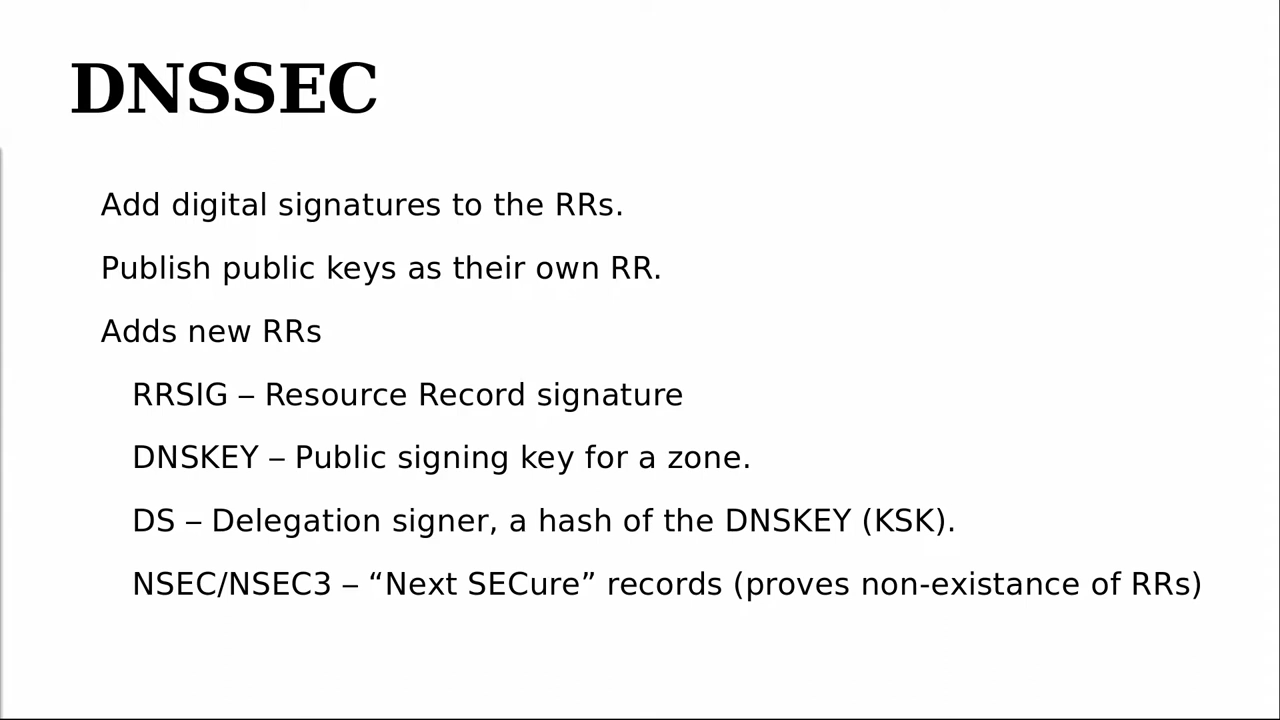 DNSSEC
Add digital signatures to the RRs.
Publish public keys as their own RR.
Adds new RRs
RRSIG – Resource Record signature
DNSKEY – Public signing key for a zone.
DS – Delegation signer, a hash of the DNSKEY (KSK).
NSEC/NSEC3 – “Next SECure” records (proves non-existance of RRs)